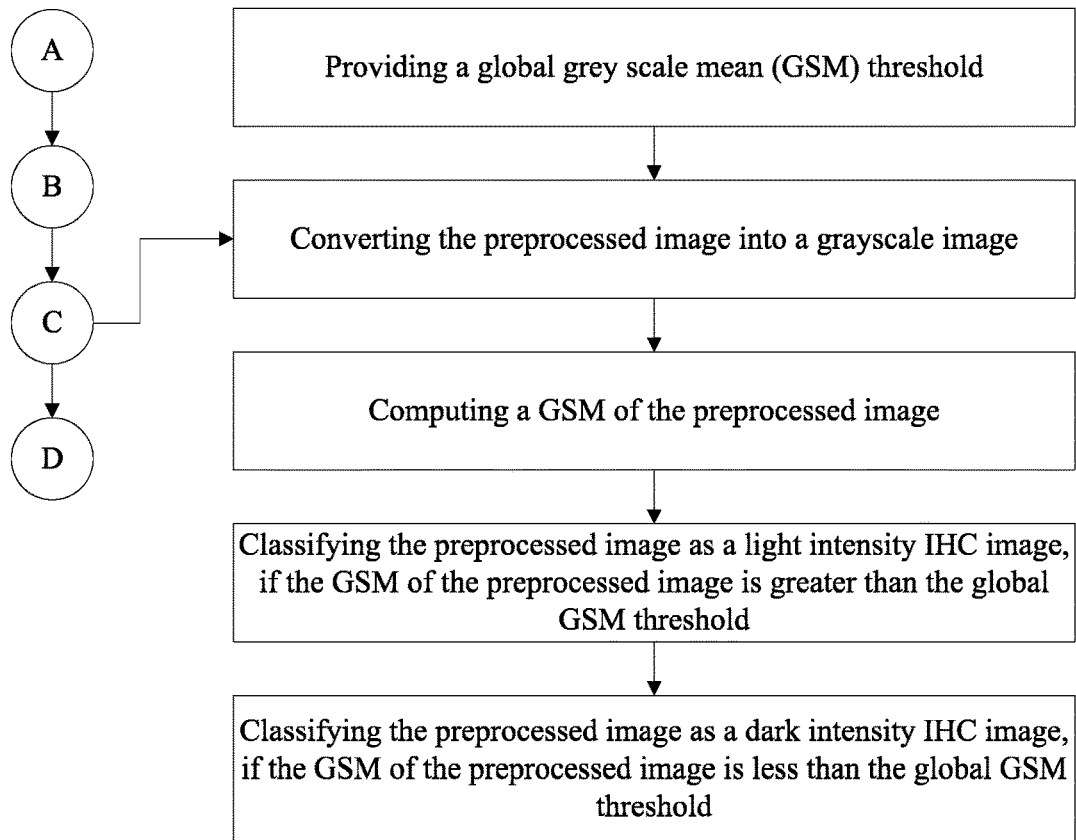 A
B
C
D
Providing a global grey scale mean (GSM) threshold
Converting the preprocessed image into a grayscale image
Computing a GSM of the preprocessed image
Classifying the preprocessed image as a light intensity IHC image,
if the GSM of the preprocessed image is greater than the global
GSM threshold
Classifying the preprocessed image as a dark intensity IHC image,
if the GSM of the preprocessed image is less than the global GSM
threshold